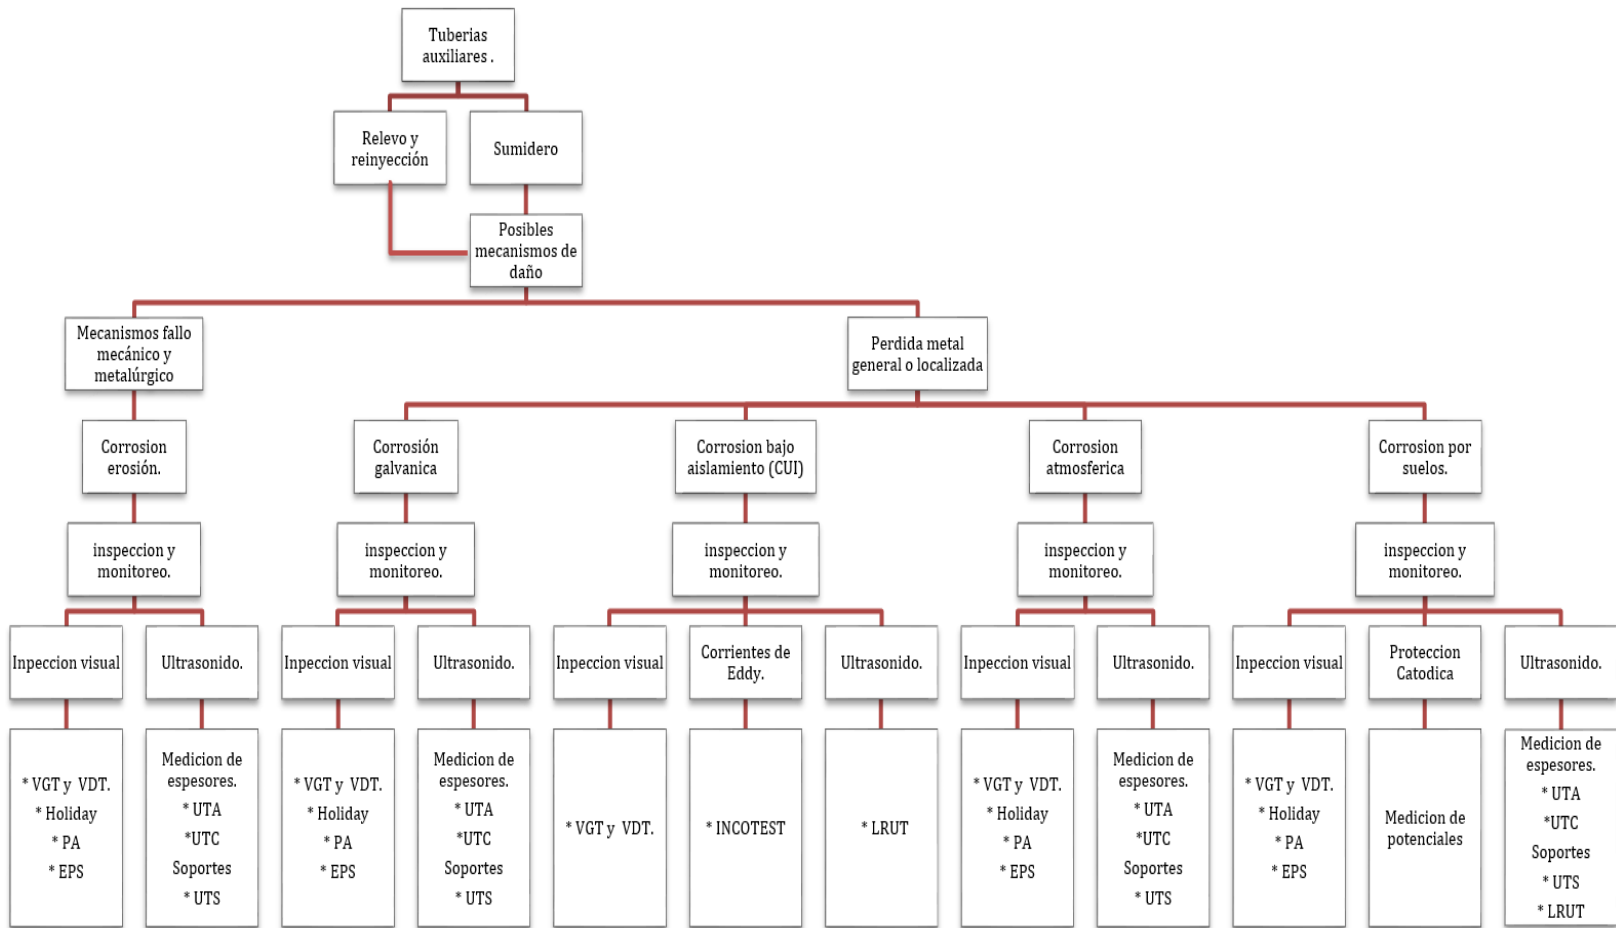 Tuberias
auxiliares .
Relevo y
reinyección
Sumidero
Posibles
mecanismos de
daño
Mecanismos fallo
mecánico y
metalúrgico
Perdida metal
general o localizada
Corrosion
erosión.
Corrosión
galvanica
Corrosion bajo
aislamiento (CUI)
Corrosion
atmosferica
Corrosion por
suelos.
inspeccion y
monitoreo.
inspeccion y
monitoreo.
inspeccion y
monitoreo.
inspeccion y
monitoreo.
inspeccion y
monitoreo.
Inpeccion visual
Ultrasonido.
Inpeccion visual
Ultrasonido.
Inpeccion visual
Corrientes de
Eddy.
Ultrasonido.
Inpeccion visual
Ultrasonido.
Inpeccion visual
Proteccion
Catodica
Ultrasonido.
* VGT y VDT.
* Holiday
* PA
* EPS
Medicion de
espesores.
* UTA
*UTC
Soportes
* UTS
* VGT y VDT.
* Holiday
* PA
* EPS
Medicion de
espesores.
* UTA
*UTC
Soportes
* UTS
* VGT y VDT.
* INCOTEST
* LRUT
* VGT y VDT.
* Holiday
* PA
* EPS
Medicion de
espesores.
* UTA
*UTC
Soportes
* UTS
* VGT y VDT.
* Holiday
* PA
* EPS
Medicion de
potenciales
Medicion de
espesores.
* UTA
*UTC
Soportes
* UTS
* LRUT